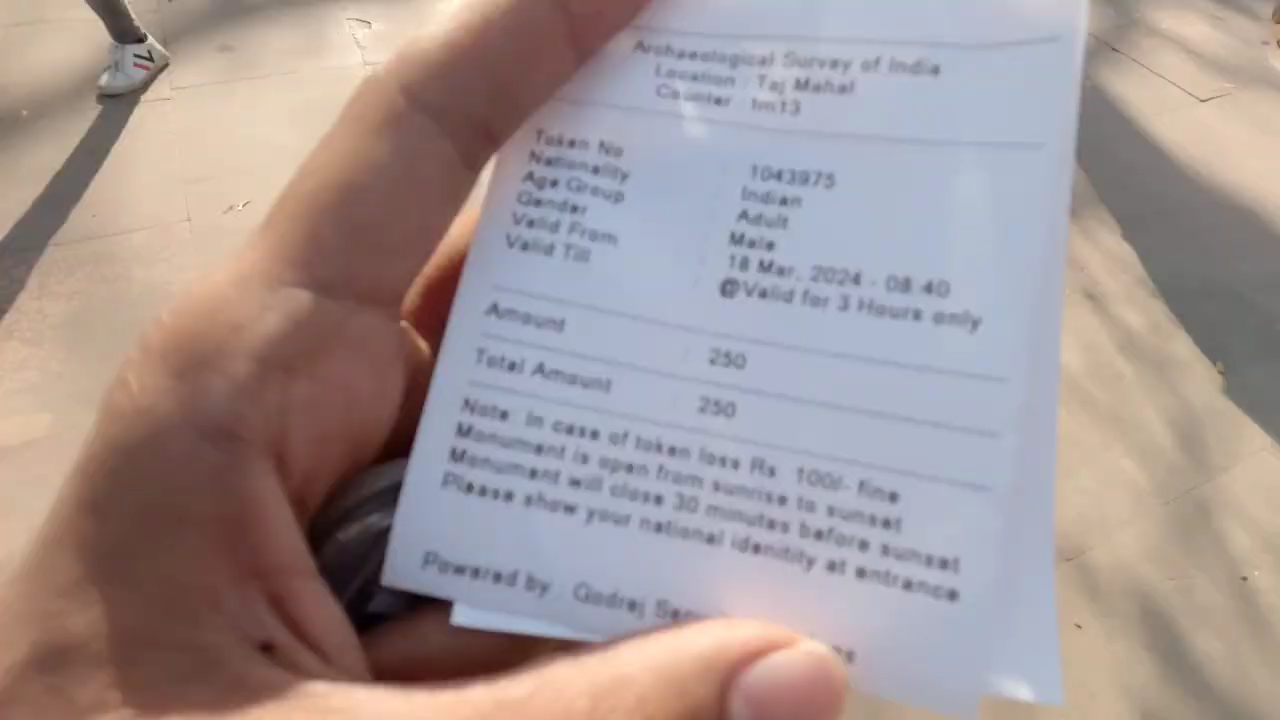 Archaeological Survey of India
Location : Taj Mahal
Counter : tm13
Token No : 1043975
Nationality : Indian
Age Group : Adult
Gender : Male
Valid From : 18 Mar, 2024 - 08:40
Valid Till : @Valid for 3 Hours only
Amount : 250
Total Amount : 250
Note: In case of token loss Rs. 100/- fine
Monument is open from sunrise to sunset
Monument will close 30 minutes before sunset
Please show your national idenitity at entrance
Powered by Godrej